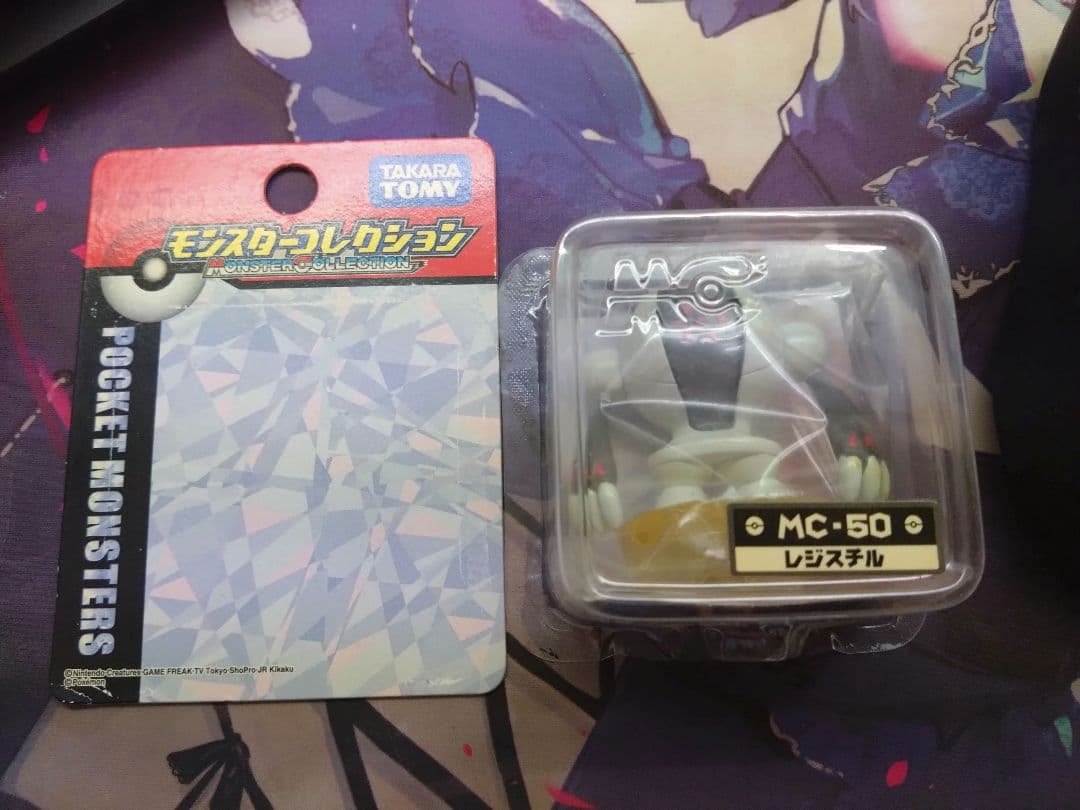 TAKARA
TOMY
モンスターコレクション
MONSTER COLLECTION
POCKET MONSTERS
©Nintendo·Creatures·GAME FREAK·TV Tokyo·ShoPro·JR Kikaku
©Pokémon
MC
MC-50
レジスチル